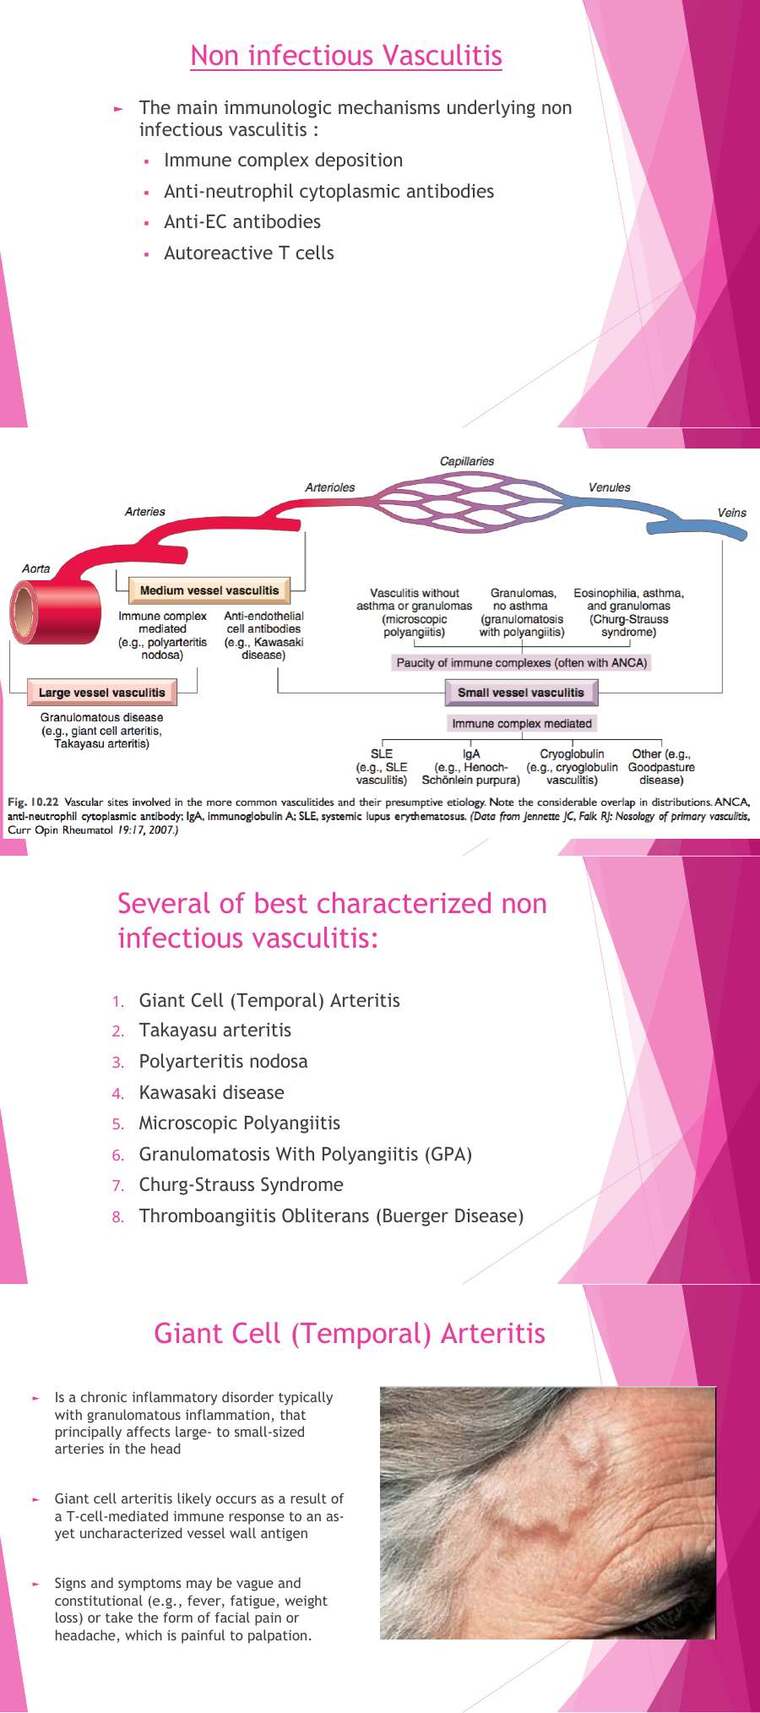 Non infectious Vasculitis
► The main immunologic mechanisms underlying non
infectious vasculitis :
▪ Immune complex deposition
▪ Anti-neutrophil cytoplasmic antibodies
▪ Anti-EC antibodies
▪ Autoreactive T cells
Capillaries
Arterioles
Venules
Arteries
Veins
Aorta
Medium vessel vasculitis
Immune complex
mediated
(e.g., polyarteritis
nodosa)
Anti-endothelial
cell antibodies
(e.g., Kawasaki
disease)
Vasculitis without
asthma or granulomas
(microscopic
polyangiitis)
Granulomas,
no asthma
(granulomatosis
with polyangiitis)
Eosinophilia, asthma,
and granulomas
(Churg-Strauss
syndrome)
Paucity of immune complexes (often with ANCA)
Large vessel vasculitis
Small vessel vasculitis
Granulomatous disease
(e.g., giant cell arteritis,
Takayasu arteritis)
Immune complex mediated
SLE
(e.g., SLE
vasculitis)
IgA
(e.g., Henoch-
Schönlein purpura)
Cryoglobulin
(e.g., cryoglobulin
vasculitis)
Other (e.g.,
Goodpasture
disease)
Fig. 10.22 Vascular sites involved in the more common vasculitides and their presumptive etiology. Note the considerable overlap in distributions. ANCA,
anti-neutrophil cytoplasmic antibody; IgA, immunoglobulin A; SLE, systemic lupus erythematosus. (Data from Jennette JC, Falk RJ: Nosology of primary vasculitis,
Curr Opin Rheumatol 19:17, 2007.)
Several of best characterized non
infectious vasculitis:
1. Giant Cell (Temporal) Arteritis
2. Takayasu arteritis
3. Polyarteritis nodosa
4. Kawasaki disease
5. Microscopic Polyangiitis
6. Granulomatosis With Polyangiitis (GPA)
7. Churg-Strauss Syndrome
8. Thromboangiitis Obliterans (Buerger Disease)
Giant Cell (Temporal) Arteritis
► Is a chronic inflammatory disorder typically
with granulomatous inflammation, that
principally affects large- to small-sized
arteries in the head
► Giant cell arteritis likely occurs as a result of
a T-cell-mediated immune response to an as-
yet uncharacterized vessel wall antigen
► Signs and symptoms may be vague and
constitutional (e.g., fever, fatigue, weight
loss) or take the form of facial pain or
headache, which is painful to palpation.